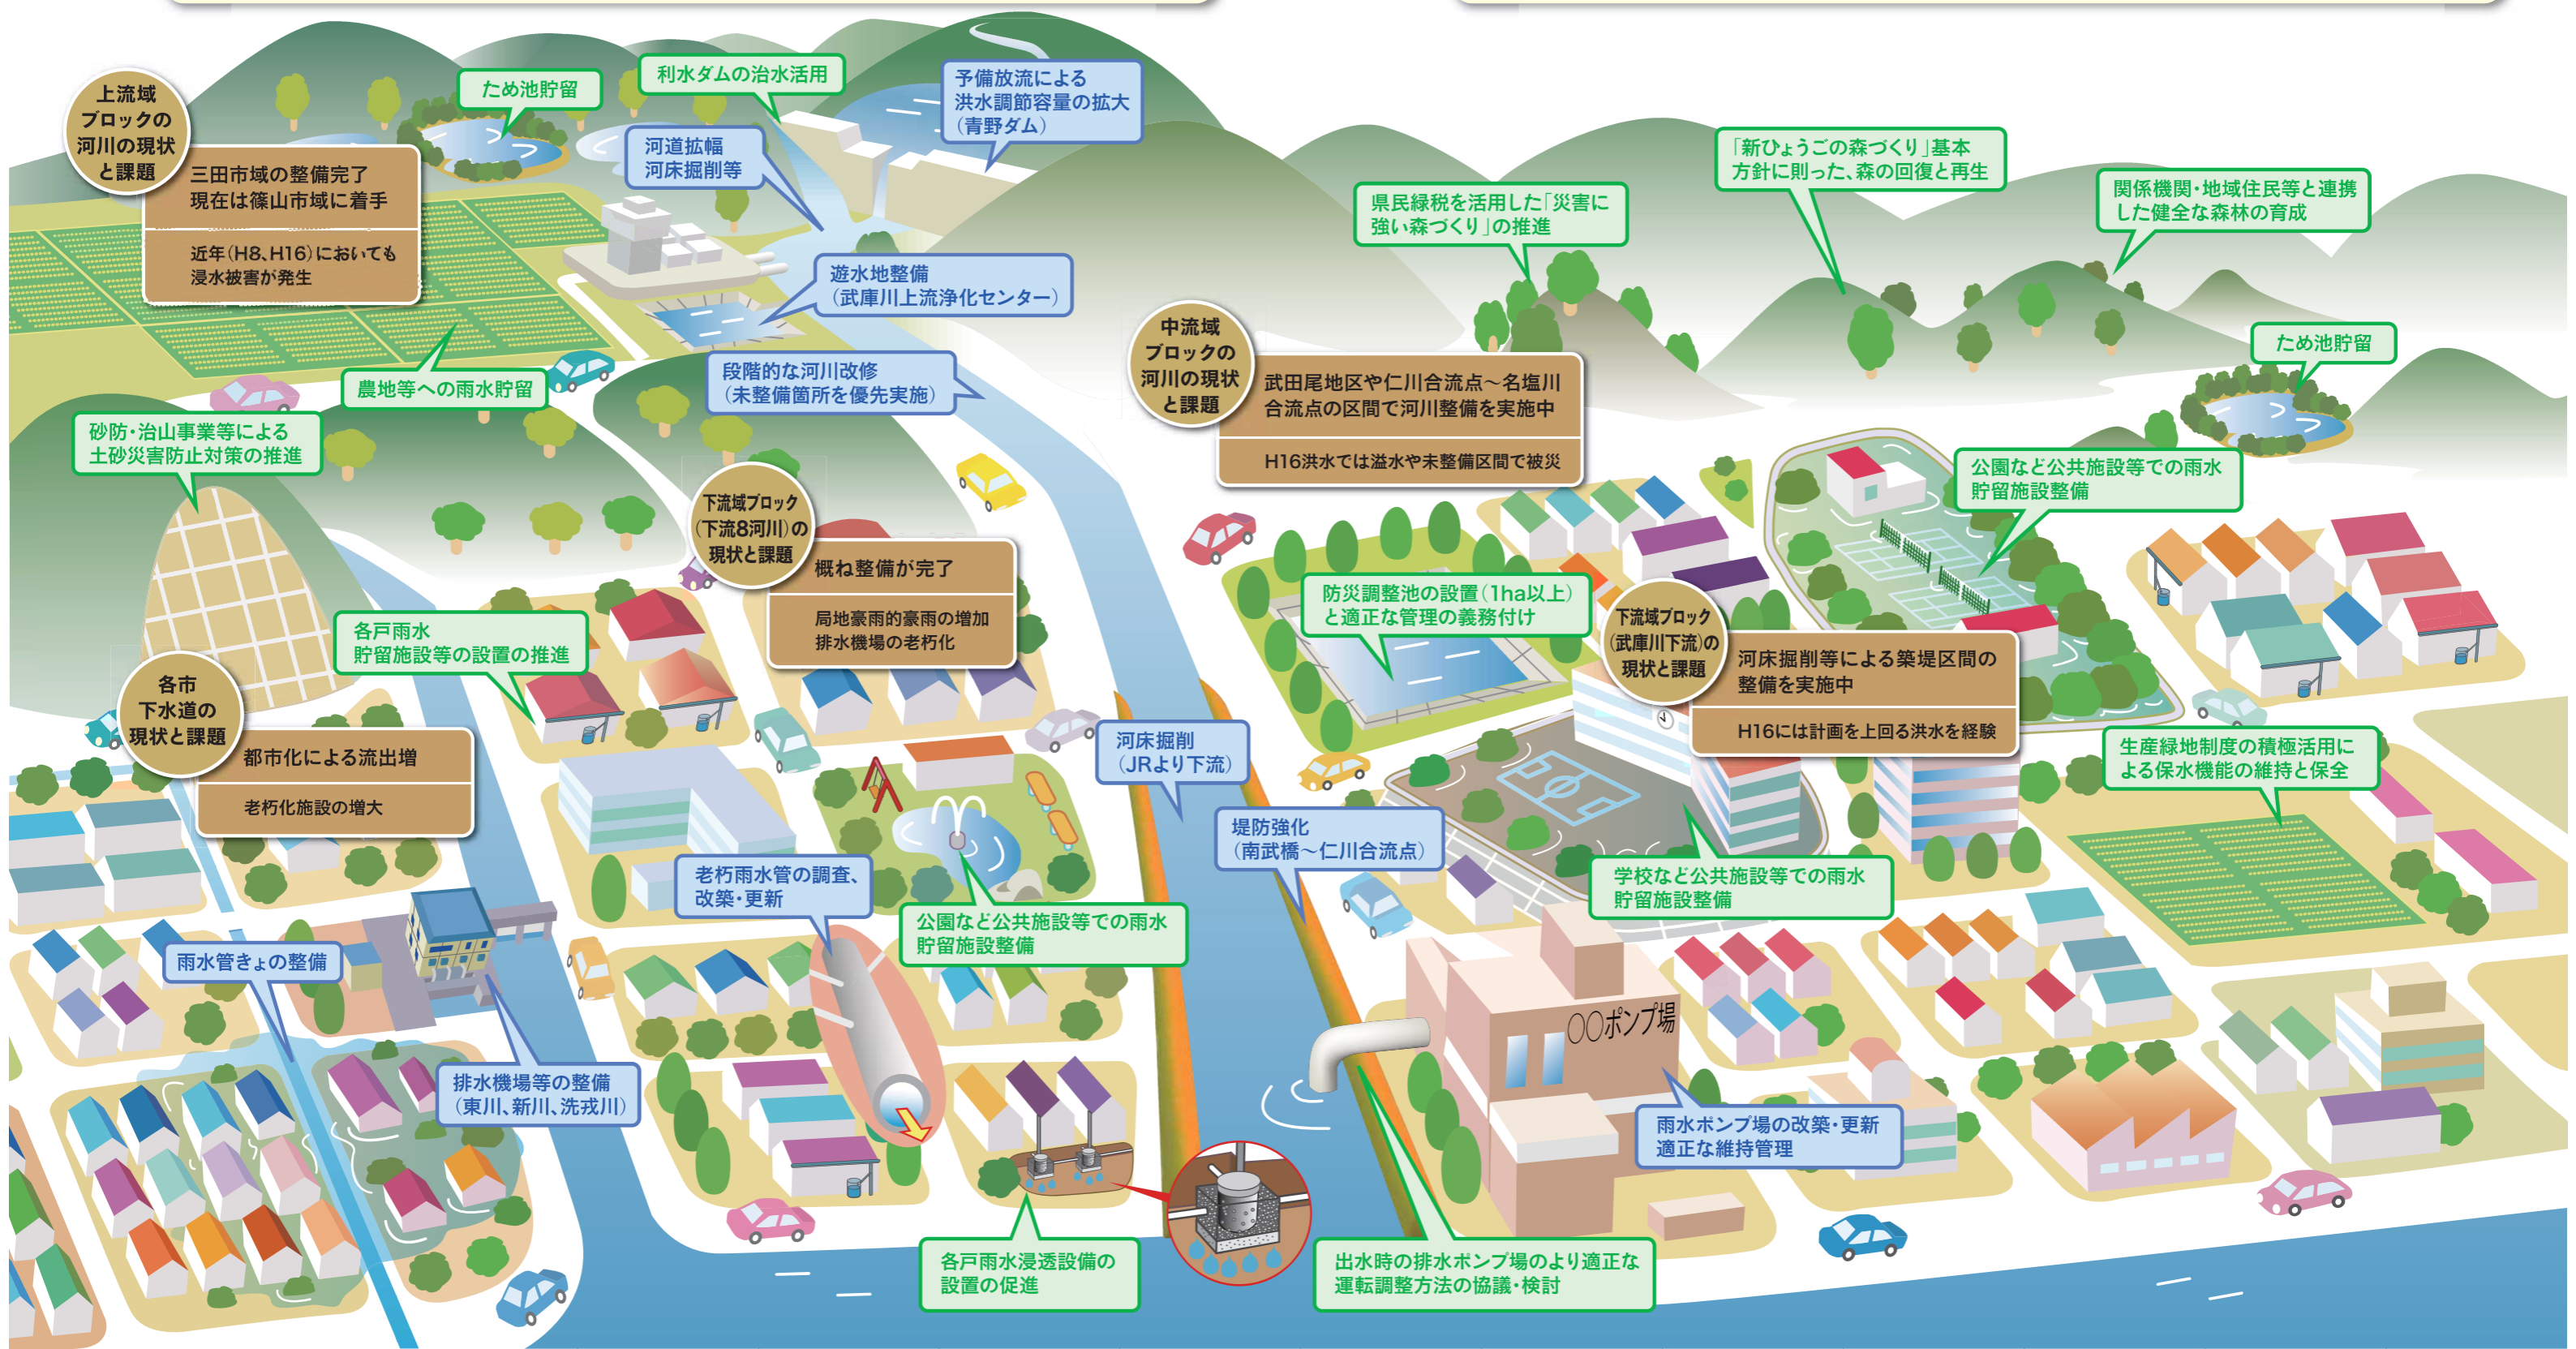 上流域
ブロックの
河川の現状
と課題
三田市域の整備完了
現在は篠山市域に着手
近年(H8、H16)においても
浸水被害が発生
ため池貯留
利水ダムの治水活用
予備放流による
洪水調節容量の拡大
(青野ダム)
河道拡幅
河床掘削等
遊水地整備
(武庫川上流浄化センター)
農地等への雨水貯留
段階的な河川改修
(未整備箇所を優先実施)
県民緑税を活用した「災害に
強い森づくり」の推進
「新ひょうごの森づくり」基本
方針に則った、森の回復と再生
関係機関・地域住民等と連携
した健全な森林の育成
中流域
ブロックの
河川の現状
と課題
武田尾地区や仁川合流点〜名塩川
合流点の区間で河川整備を実施中
H16洪水では溢水や未整備区間で被災
ため池貯留
砂防・治山事業等による
土砂災害防止対策の推進
下流域ブロック
(下流8河川)の
現状と課題
概ね整備が完了
局地豪雨的豪雨の増加
排水機場の老朽化
公園など公共施設等での雨水
貯留施設整備
防災調整池の設置(1ha以上)
と適正な管理の義務付け
下流域ブロック
(武庫川下流)の
現状と課題
河床掘削等による築堤区間の
整備を実施中
H16には計画を上回る洪水を経験
各戸雨水
貯留施設等の設置の推進
各市
下水道の
現状と課題
都市化による流出増
老朽化施設の増大
河床掘削
(JRより下流)
堤防強化
(南武橋〜仁川合流点)
生産緑地制度の積極活用に
よる保水機能の維持と保全
老朽雨水管の調査、
改築・更新
公園など公共施設等での雨水
貯留施設整備
学校など公共施設等での雨水
貯留施設整備
雨水管きょの整備
排水機場等の整備
(東川、新川、洗戎川)
〇〇ポンプ場
雨水ポンプ場の改築・更新
適正な維持管理
各戸雨水浸透設備の
設置の促進
出水時の排水ポンプ場のより適正な
運転調整方法の協議・検討